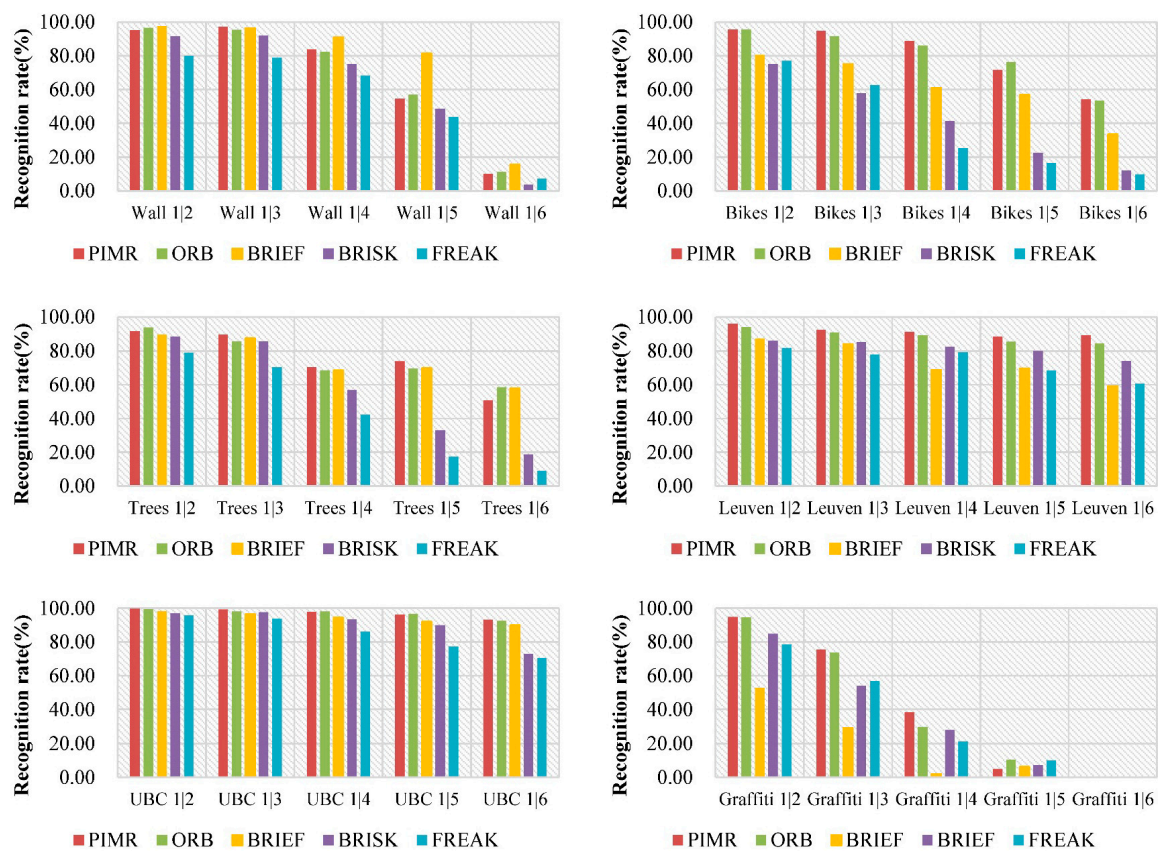 Recognition rate(%)
100.00
80.00
60.00
40.00
20.00
0.00
Wall 1|2 Wall 1|3 Wall 1|4 Wall 1|5 Wall 1|6
PIMR ORB BRIEF BRISK FREAK
Recognition rate(%)
100.00
80.00
60.00
40.00
20.00
0.00
Bikes 1|2 Bikes 1|3 Bikes 1|4 Bikes 1|5 Bikes 1|6
PIMR ORB BRIEF BRISK FREAK
Recognition rate(%)
100.00
80.00
60.00
40.00
20.00
0.00
Trees 1|2 Trees 1|3 Trees 1|4 Trees 1|5 Trees 1|6
PIMR ORB BRIEF BRISK FREAK
Recognition rate(%)
100.00
80.00
60.00
40.00
20.00
0.00
Leuven 1|2 Leuven 1|3 Leuven 1|4 Leuven 1|5 Leuven 1|6
PIMR ORB BRIEF BRISK FREAK
Recognition rate(%)
100.00
80.00
60.00
40.00
20.00
0.00
UBC 1|2 UBC 1|3 UBC 1|4 UBC 1|5 UBC 1|6
PIMR ORB BRIEF BRISK FREAK
Recognition rate(%)
100.00
80.00
60.00
40.00
20.00
0.00
Graffiti 1|2 Graffiti 1|3 Graffiti 1|4 Graffiti 1|5 Graffiti 1|6
PIMR ORB BRIEF BRIEF FREAK